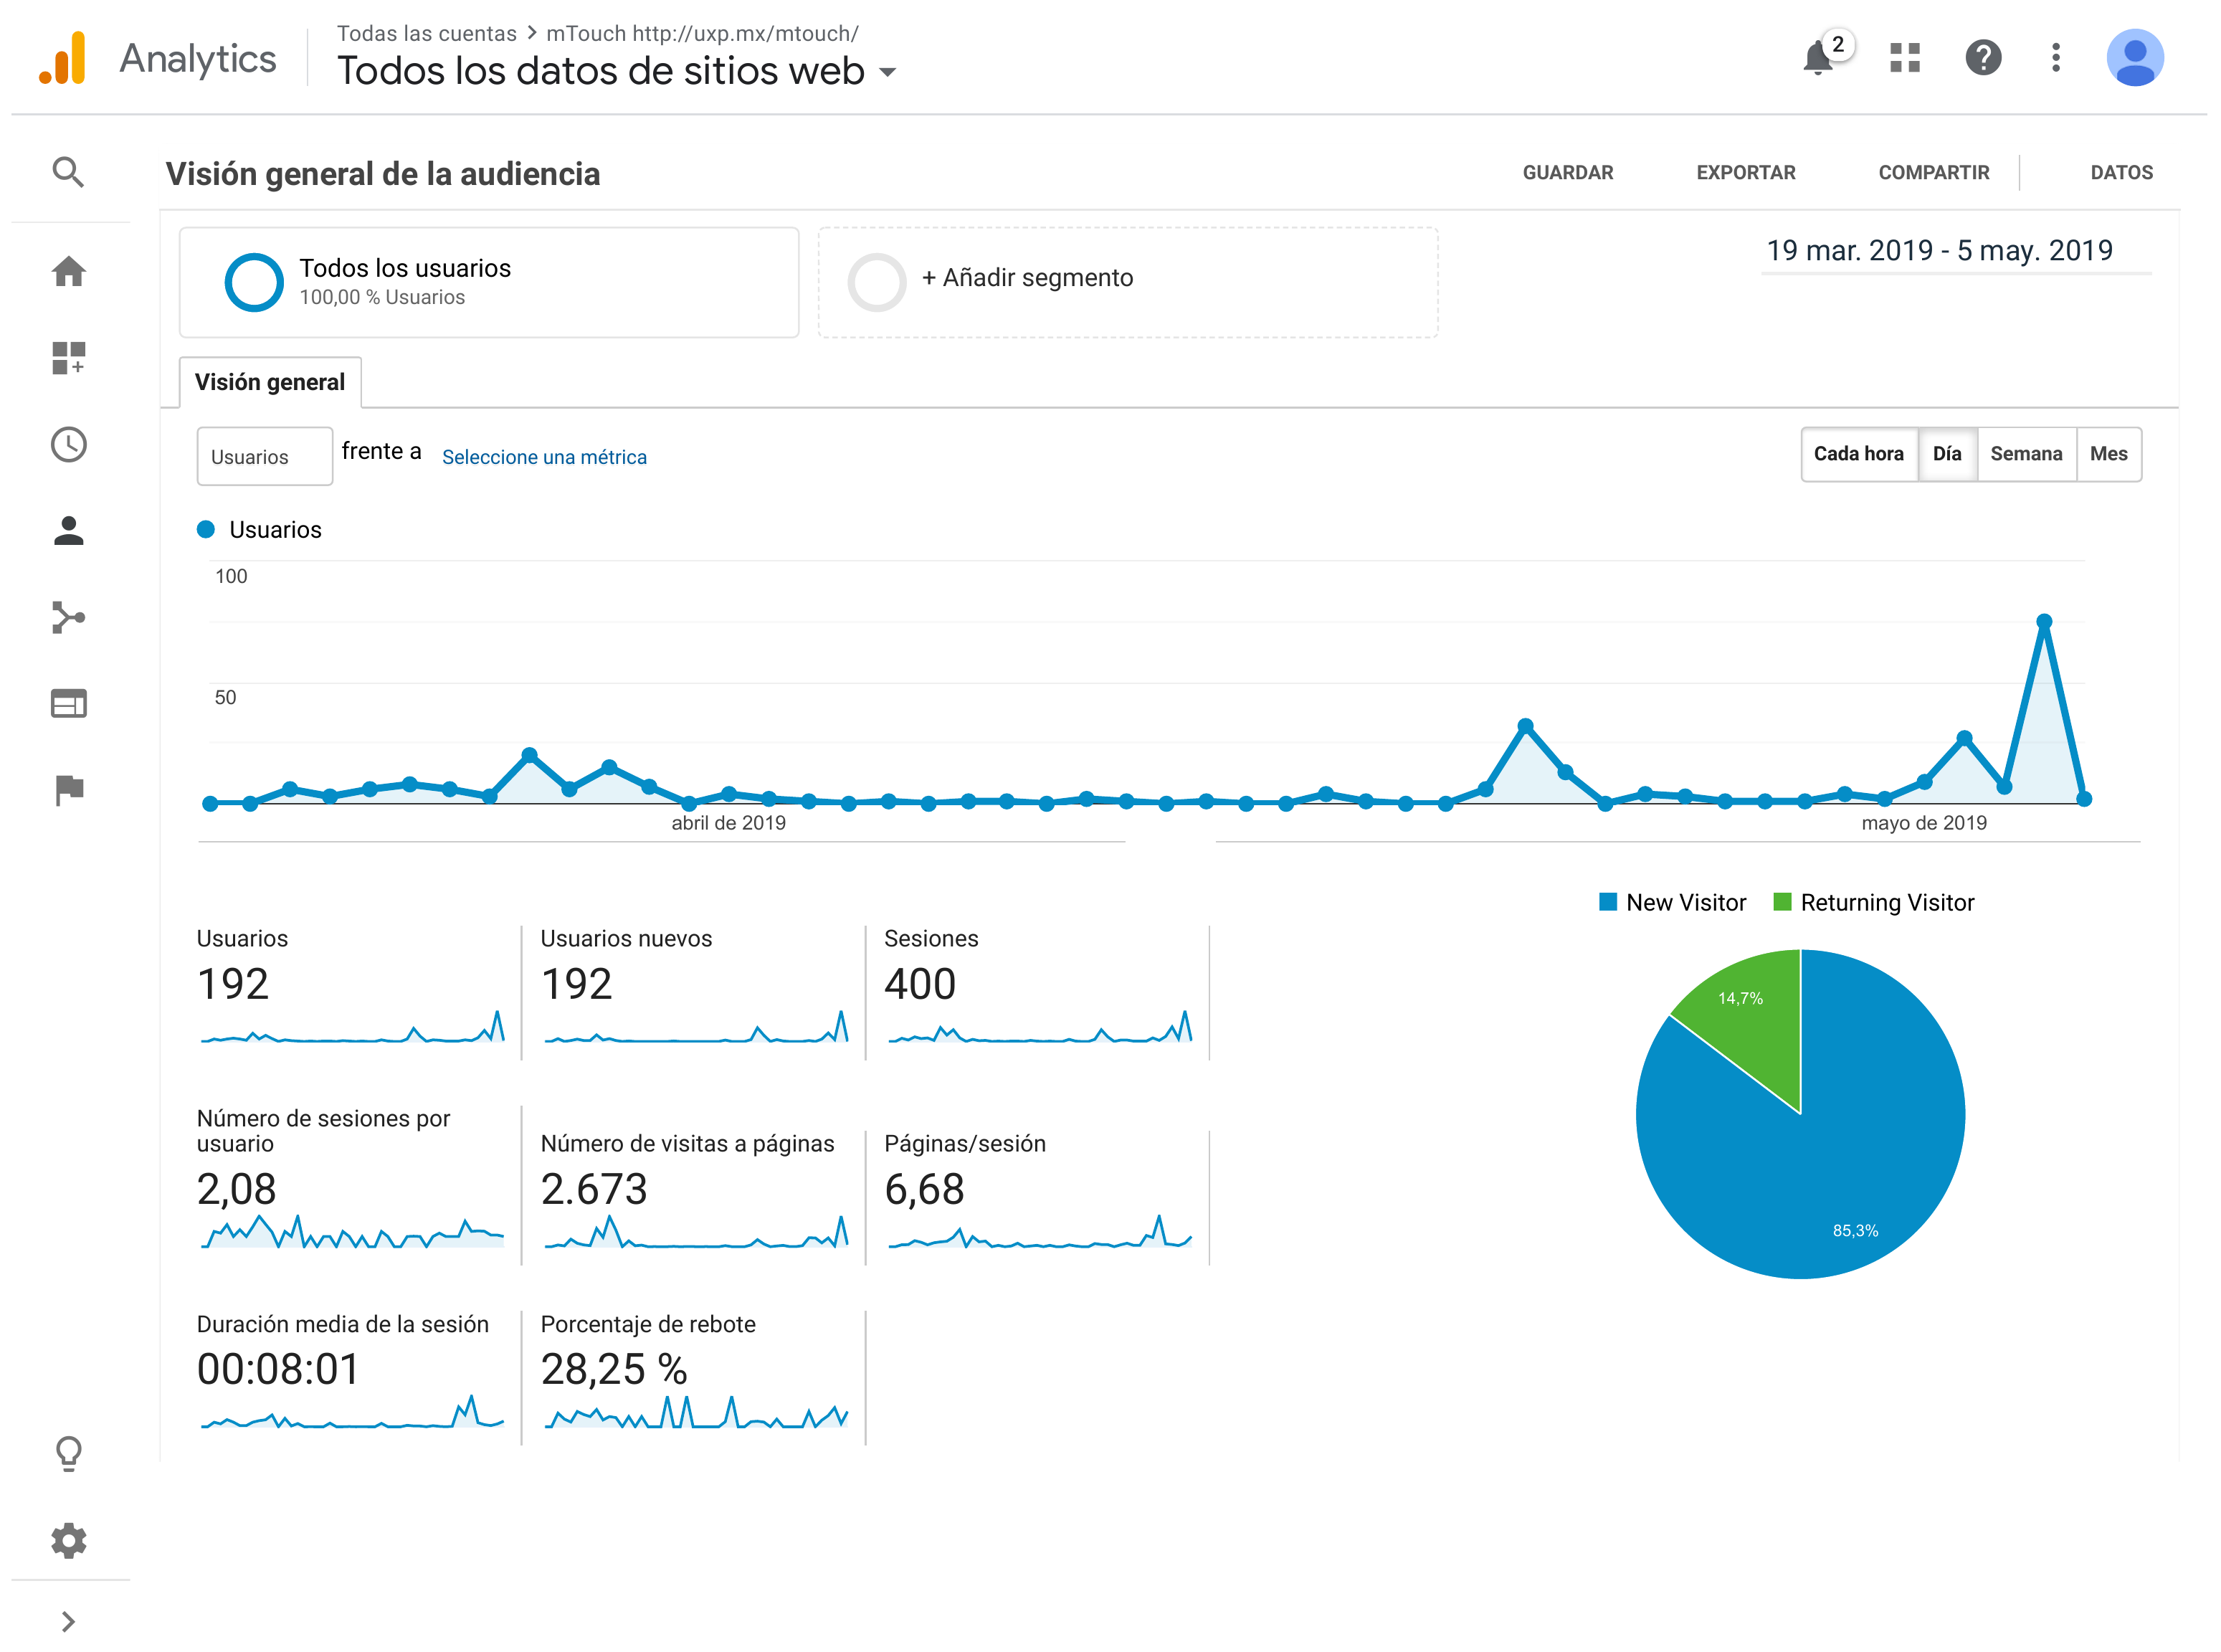 Analytics
Todas las cuentas > mTouch http://uxp.mx/mtouch/
Todos los datos de sitios web
2
Visión general de la audiencia
GUARDAR
EXPORTAR
COMPARTIR
DATOS
Todos los usuarios
100,00 % Usuarios
+ Añadir segmento
19 mar. 2019 - 5 may. 2019
Visión general
Usuarios
frente a
Seleccione una métrica
Cada hora
Día
Semana
Mes
Usuarios
100
50
abril de 2019
mayo de 2019
New Visitor
Returning Visitor
14,7%
85,3%
Usuarios
192
Usuarios nuevos
192
Sesiones
400
Número de sesiones por
usuario
2,08
Número de visitas a páginas
2.673
Páginas/sesión
6,68
Duración media de la sesión
00:08:01
Porcentaje de rebote
28,25 %